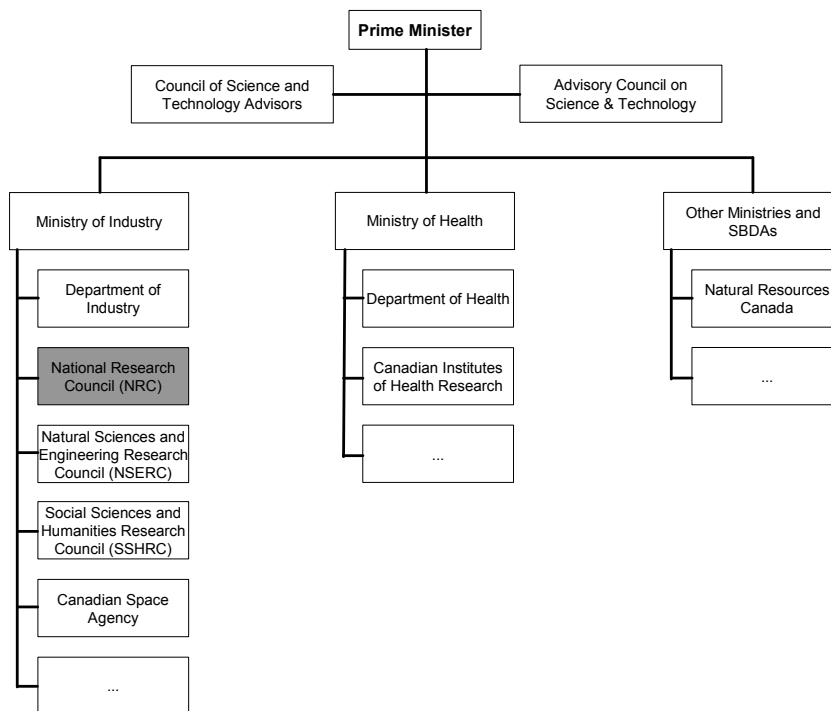 Prime Minister
Council of Science and
Technology Advisors
Advisory Council on
Science & Technology
Ministry of Industry
Ministry of Health
Other Ministries and
SBDAs
Department of
Industry
Department of Health
Natural Resources
Canada
National Research
Council (NRC)
Canadian Institutes
of Health Research
...
Natural Sciences and
Engineering Research
Council (NSERC)
...
Social Sciences and
Humanities Research
Council (SSHRC)
Canadian Space
Agency
...